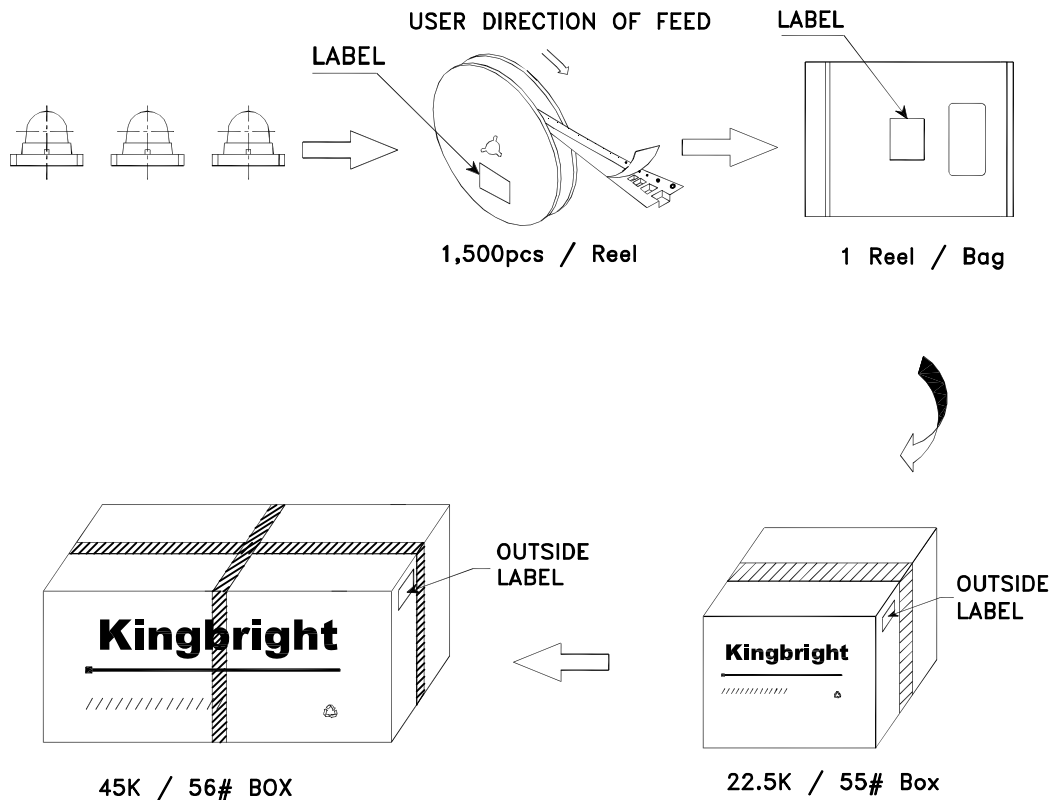 USER DIRECTION OF FEED
LABEL
LABEL
1,500pcs / Reel
1 Reel / Bag
OUTSIDE
LABEL
Kingbright
45K / 56# BOX
OUTSIDE
LABEL
Kingbright
22.5K / 55# Box